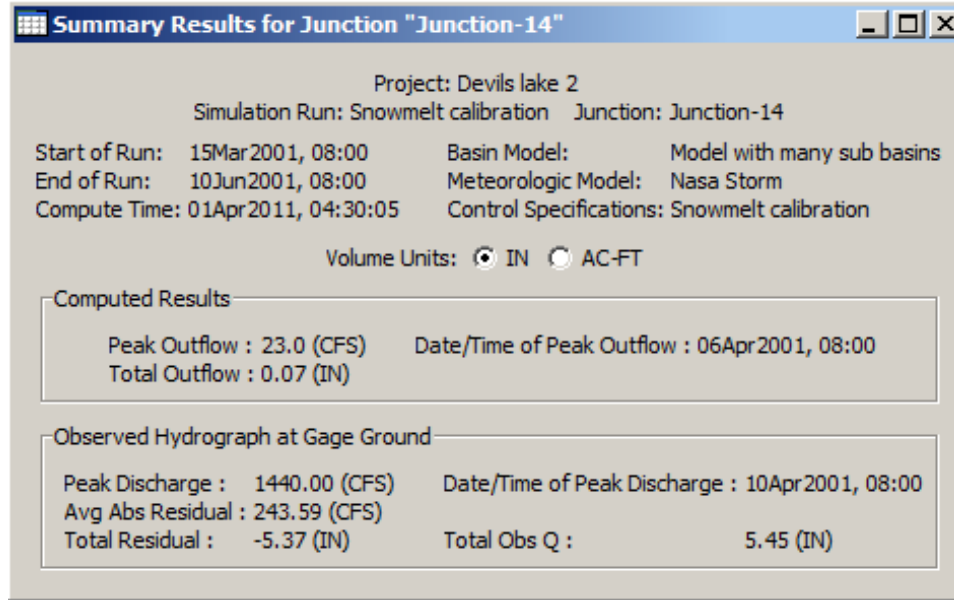 Summary Results for Junction "Junction-14"
Project: Devils lake 2
Simulation Run: Snowmelt calibration Junction: Junction-14
Start of Run: 15Mar2001, 08:00 Basin Model: Model with many sub basins
End of Run: 10Jun2001, 08:00 Meteorologic Model: Nasa Storm
Compute Time: 01Apr2011, 04:30:05 Control Specifications: Snowmelt calibration
Volume Units: IN AC-FT
Computed Results
Peak Outflow : 23.0 (CFS) Date/Time of Peak Outflow : 06Apr2001, 08:00
Total Outflow : 0.07 (IN)
Observed Hydrograph at Gage Ground
Peak Discharge : 1440.00 (CFS) Date/Time of Peak Discharge : 10Apr2001, 08:00
Avg Abs Residual : 243.59 (CFS)
Total Residual : -5.37 (IN) Total Obs Q : 5.45 (IN)